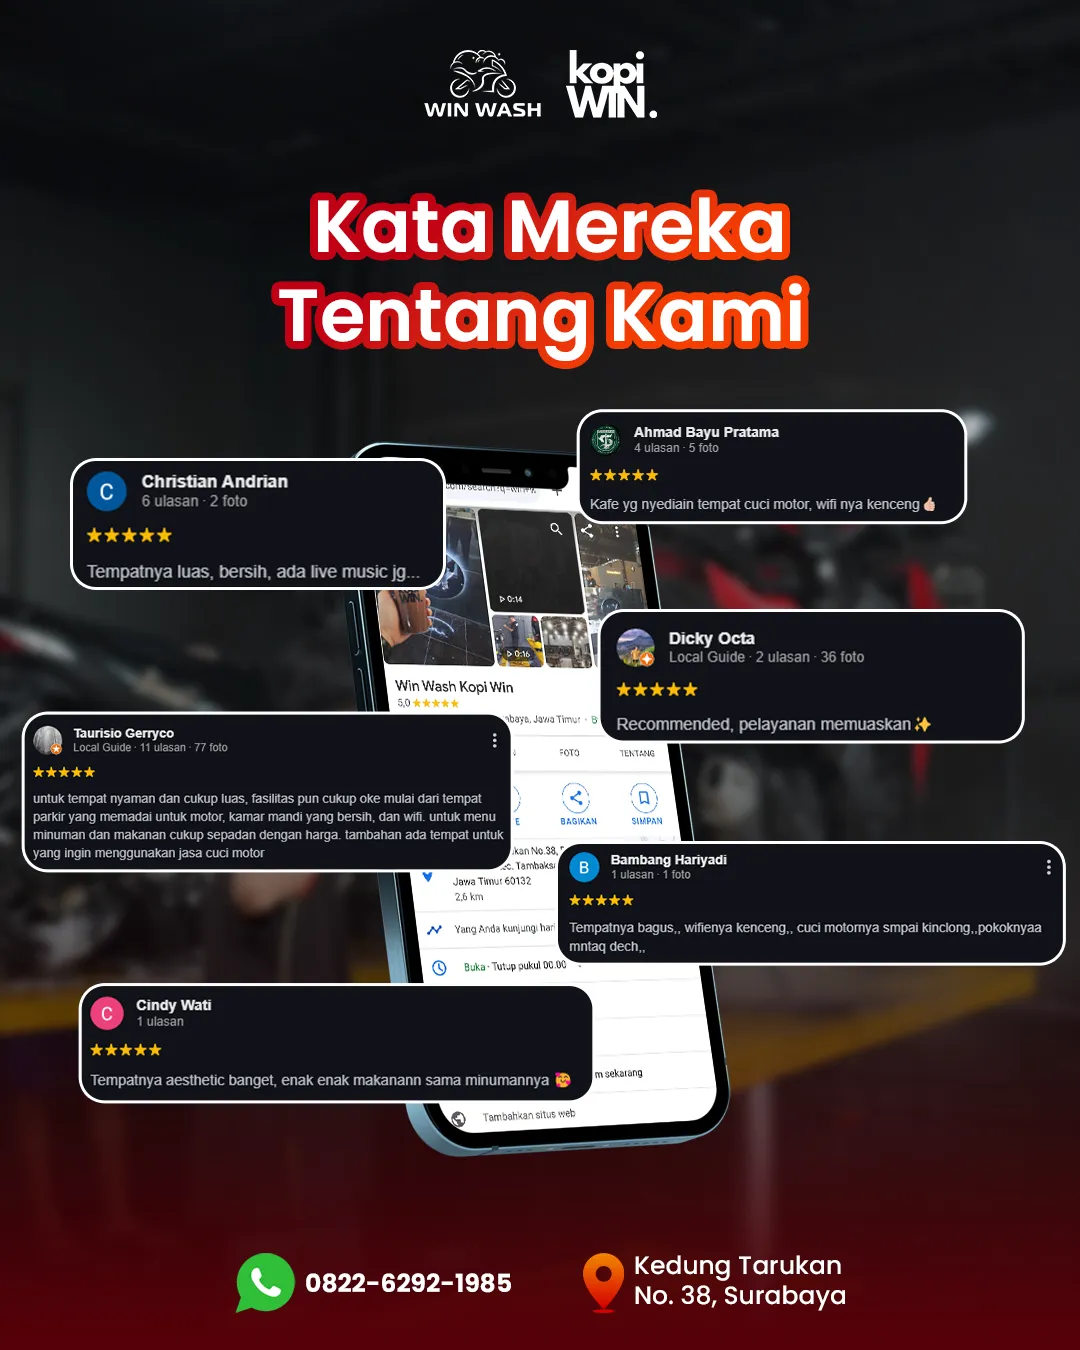 WIN WASH
kopi
WIN.
Kata Mereka
Tentang Kami
Ahmad Bayu Pratama
4 ulasan · 5 foto
Kafe yg nyediain tempat cuci motor, wifi nya kenceng👍🏻
Christian Andrian
6 ulasan · 2 foto
Tempatnya luas, bersih, ada live music jg...
0:14
0:16
Dicky Octa
Local Guide · 2 ulasan · 36 foto
Recommended, pelayanan memuaskan✨
Win Wash Kopi Win
5,0
Jawa Timur
FOTO
TENTANG
BAGIKAN
SIMPAN
Taurisio Gerryco
Local Guide · 11 ulasan · 77 foto
untuk tempat nyaman dan cukup luas, fasilitas pun cukup oke mulai dari tempat
parkir yang memadai untuk motor, kamar mandi yang bersih, dan wifi. untuk menu
minuman dan makanan cukup sepadan dengan harga. tambahan ada tempat untuk
yang ingin menggunakan jasa cuci motor
No.38,
Jawa Timur 60132
2,6 km
Yang Anda kunjungi hari
Buka · Tutup pukul 00.00
B
Bambang Hariyadi
1 ulasan · 1 foto
Tempatnya bagus,, wifienya kenceng,, cuci motornya smpai kinclong,,pokoknyaa
mntaq dech,,
C
Cindy Wati
1 ulasan
Tempatnya aesthetic banget, enak enak makanann sama minumannya 🥰
sekarang
Tambahkan situs web
0822-6292-1985
Kedung Tarukan
No. 38, Surabaya